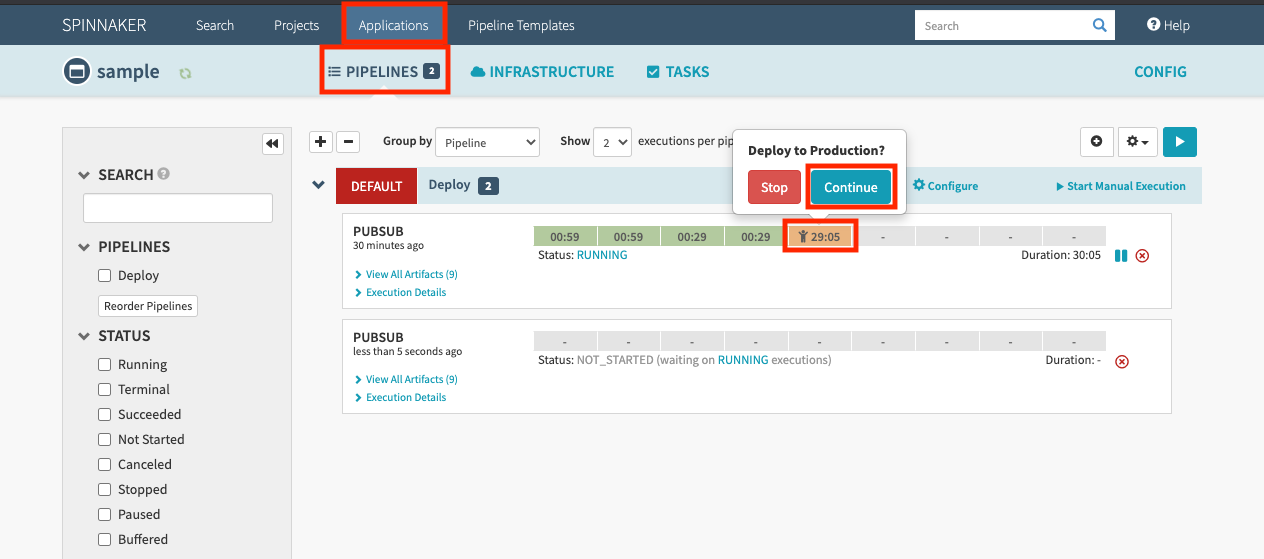 SPINNAKER Search Projects Applications Pipeline Templates Search Help
sample PIPELINES 2 INFRASTRUCTURE TASKS CONFIG
Group by Pipeline Show 2 executions per pip
Deploy to Production?
Stop Continue
SEARCH
PIPELINES
Deploy
Reorder Pipelines
STATUS
Running
Terminal
Succeeded
Not Started
Canceled
Stopped
Paused
Buffered
DEFAULT Deploy 2 Configure Start Manual Execution
PUBSUB
30 minutes ago
00:59 00:59 00:29 00:29 29:05 - - - -
Status: RUNNING Duration: 30:05
View All Artifacts (9)
Execution Details
PUBSUB
less than 5 seconds ago
- - - - - - - - -
Status: NOT_STARTED (waiting on RUNNING executions) Duration: -
View All Artifacts (9)
Execution Details